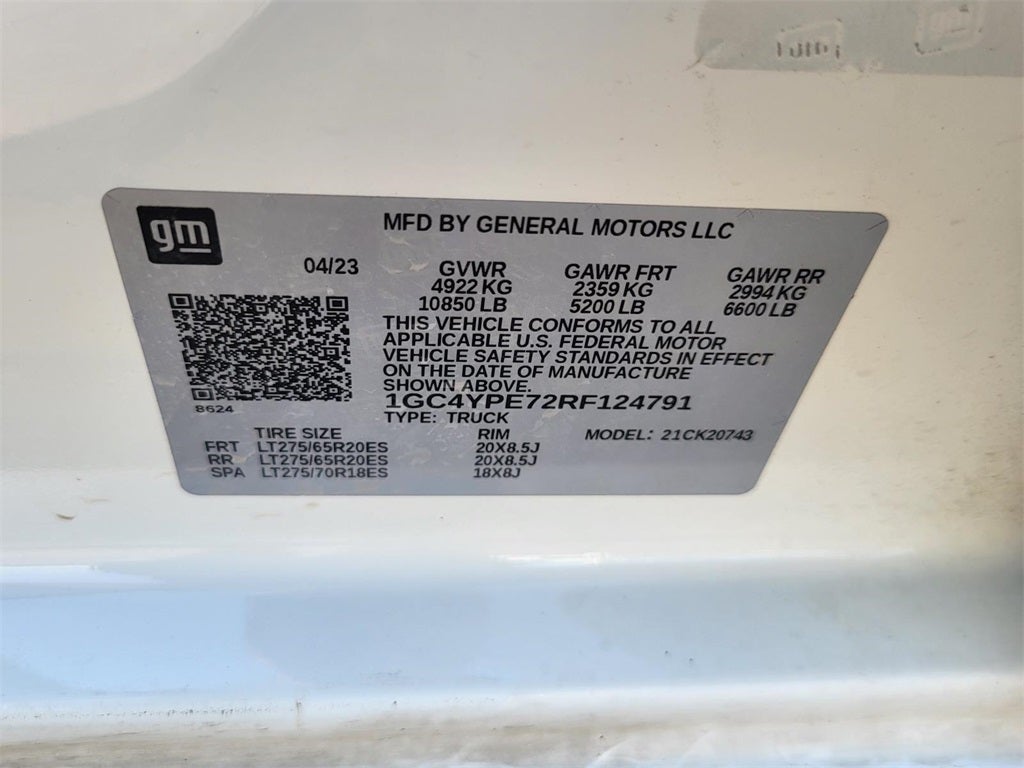 gm
MFD BY GENERAL MOTORS LLC
04/23 GVWR GAWR FRT GAWR RR
4922 KG 2359 KG 2994 KG
10850 LB 5200 LB 6600 LB
THIS VEHICLE CONFORMS TO ALL
APPLICABLE U.S. FEDERAL MOTOR
VEHICLE SAFETY STANDARDS IN EFFECT
ON THE DATE OF MANUFACTURE
SHOWN ABOVE.
8624
1GC4YPE72RF124791
TYPE: TRUCK
TIRE SIZE RIM MODEL: 21CK20743
FRT LT275/65R20ES 20X8.5J
RR LT275/65R20ES 20X8.5J
SPA LT275/70R18ES 18X8J